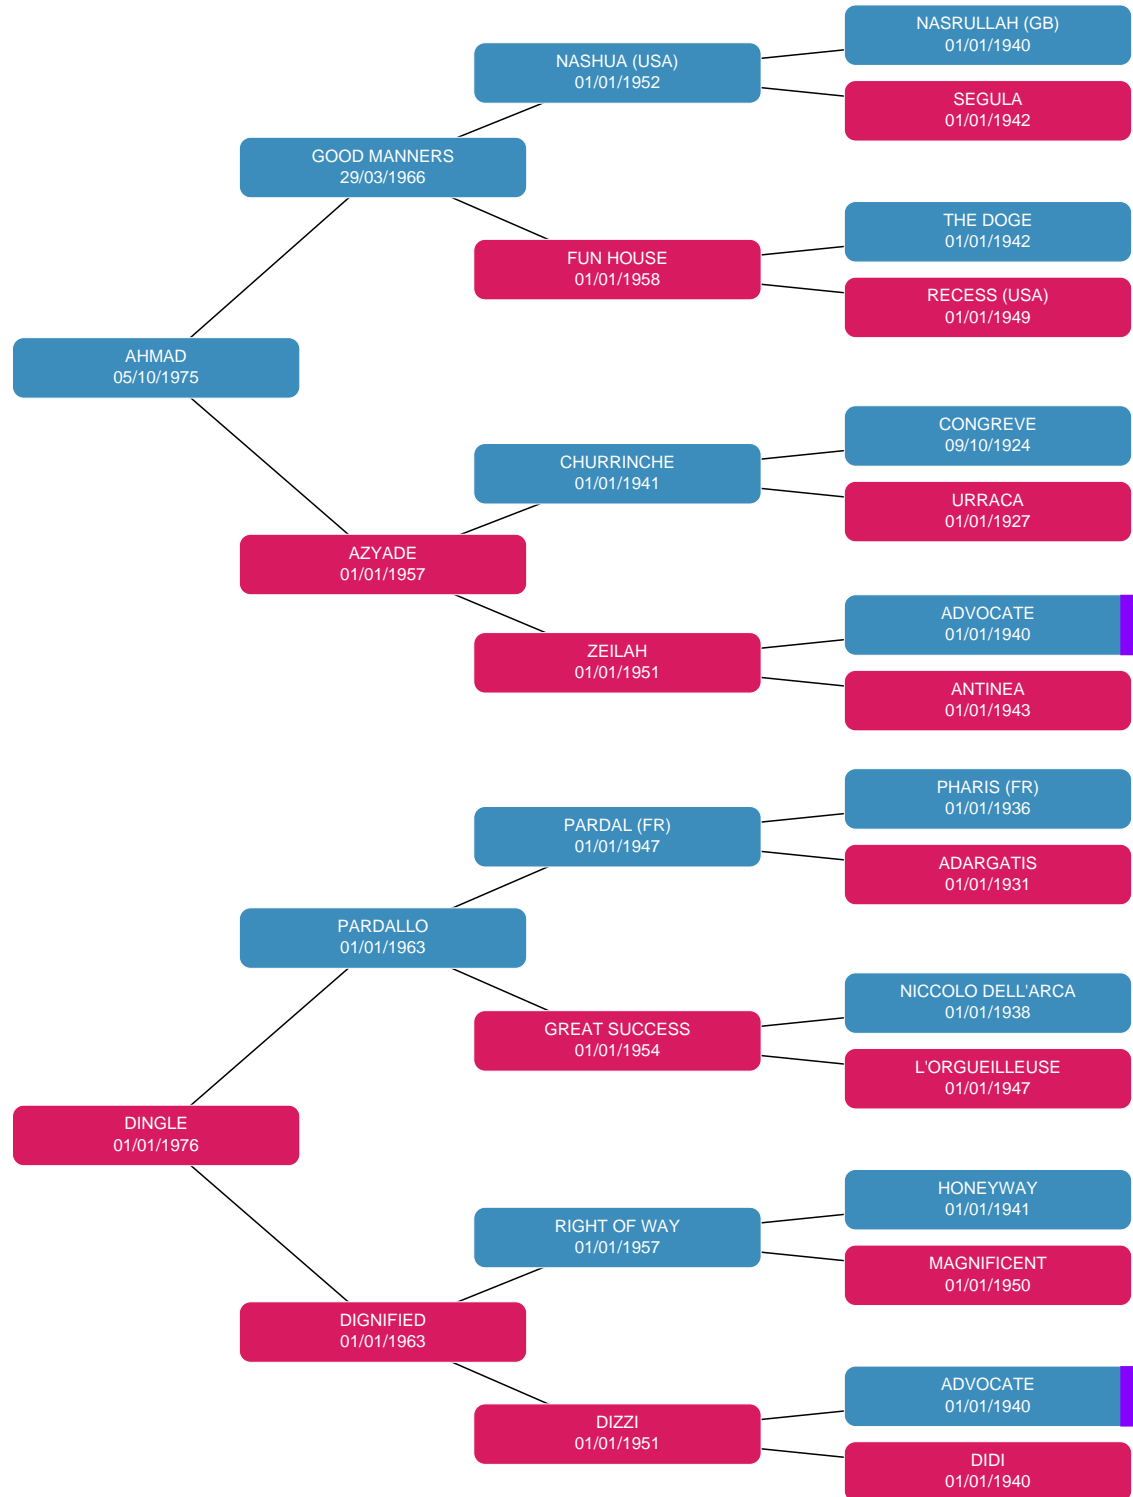 NASRULLAH (GB)
01/01/1940
NASHUA (USA)
01/01/1952
SEGULA
01/01/1942
GOOD MANNERS
29/03/1966
THE DOGE
01/01/1942
FUN HOUSE
01/01/1958
RECESS (USA)
01/01/1949
AHMAD
05/10/1975
CONGREVE
09/10/1924
CHURRINCHE
01/01/1941
URRACA
01/01/1927
AZYADE
01/01/1957
ADVOCATE
01/01/1940
ZEILAH
01/01/1951
ANTINEA
01/01/1943
PHARIS (FR)
01/01/1936
PARDAL (FR)
01/01/1947
ADARGATIS
01/01/1931
PARDALLO
01/01/1963
NICCOLO DELL'ARCA
01/01/1938
GREAT SUCCESS
01/01/1954
L'ORGUEILLEUSE
01/01/1947
DINGLE
01/01/1976
HONEYWAY
01/01/1941
RIGHT OF WAY
01/01/1957
MAGNIFICENT
01/01/1950
DIGNIFIED
01/01/1963
ADVOCATE
01/01/1940
DIZZI
01/01/1951
DIDI
01/01/1940